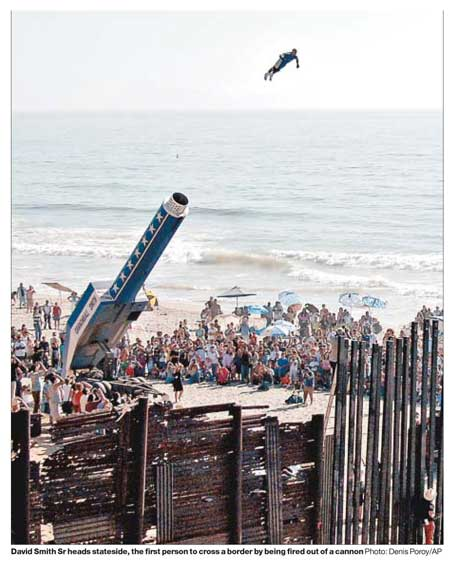 David Smith Sr heads stateside, the first person to cross a border by being fired out of a cannon Photo: Denis Poroy/AP